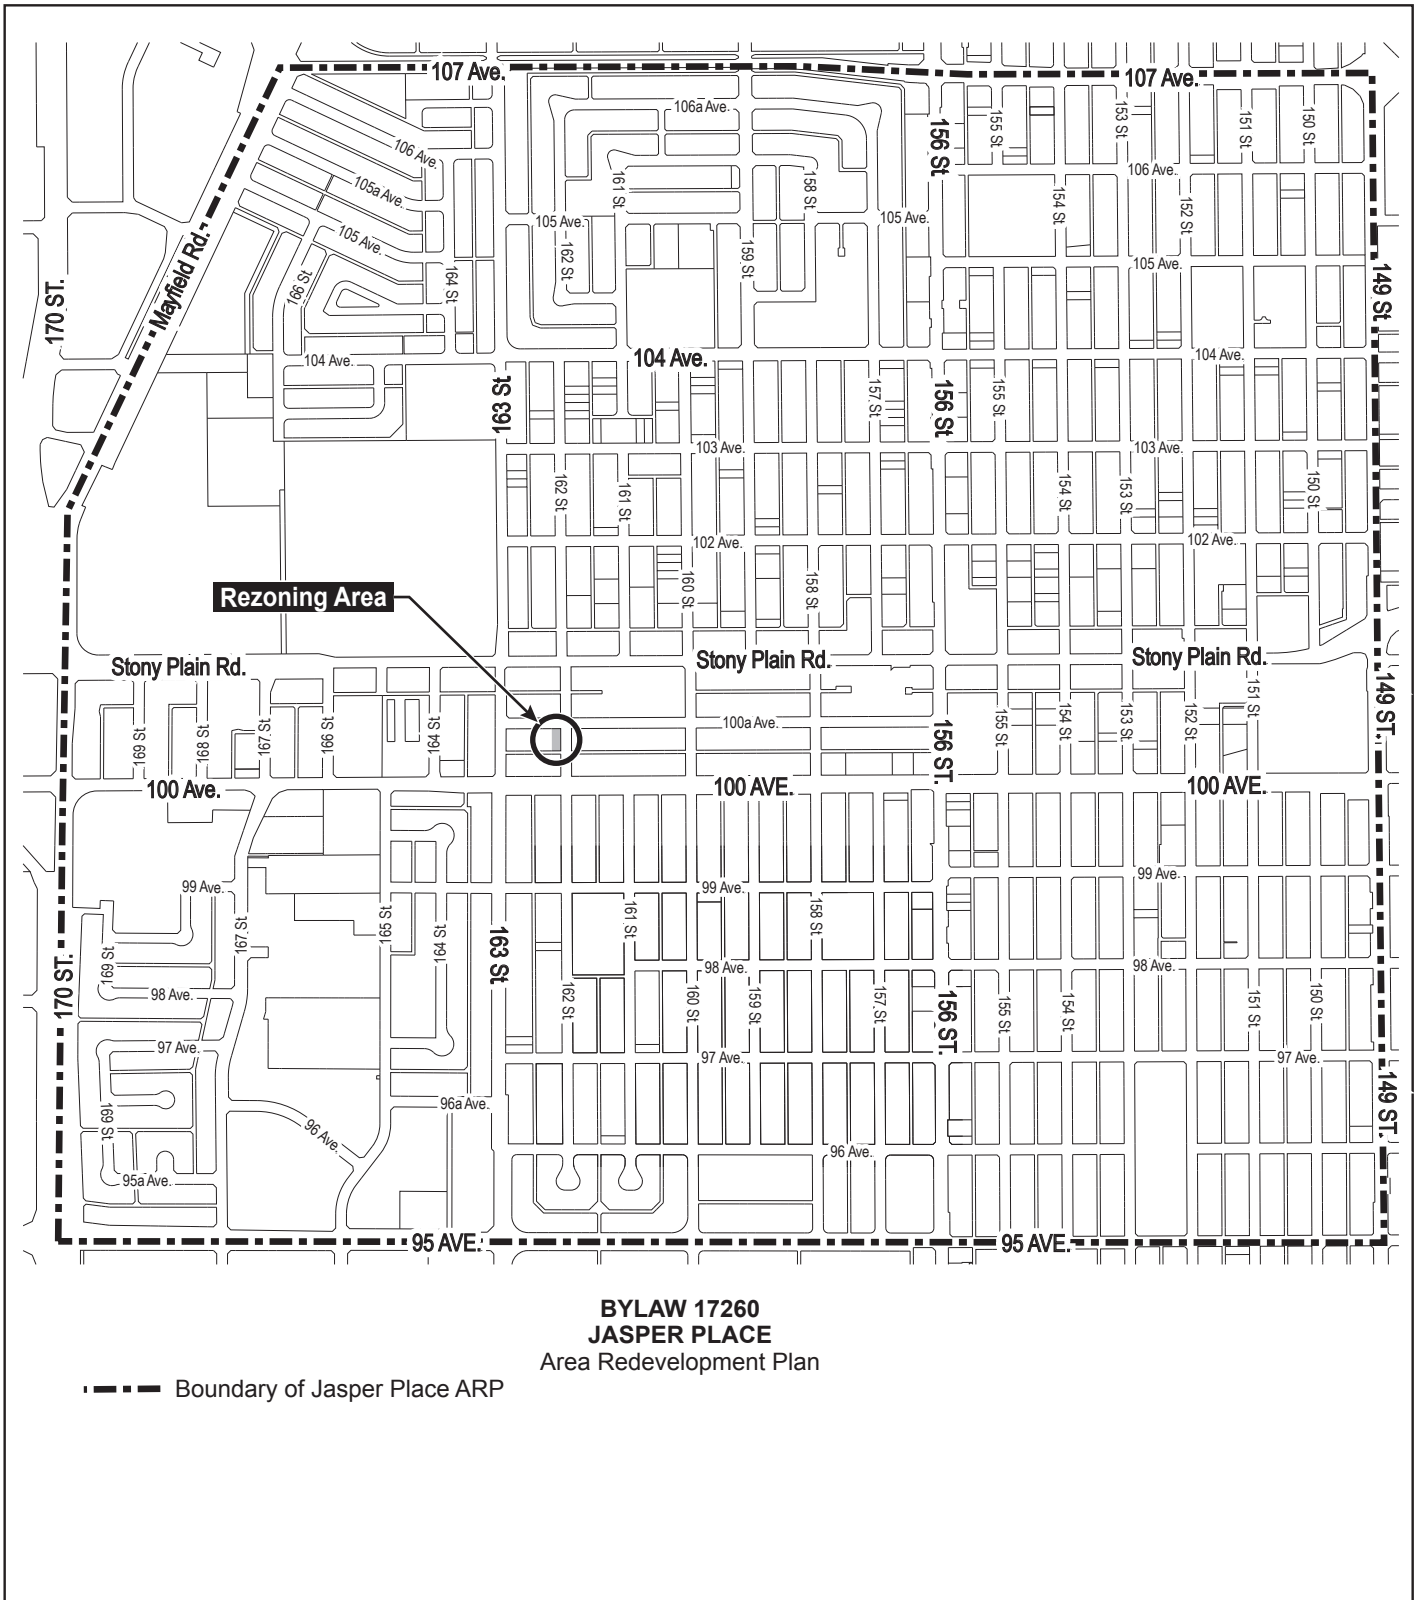 107 Ave.
107 Ave.
106a Ave.
156 St
155 St
153 St
151 St
150 St
106 Ave.
106 Ave.
105a Ave.
161 St
158 St
154 St
152 St
105 Ave.
105 Ave.
105 Ave.
105 Ave.
162 St
159 St
Mayfield Rd.
166 St
164 St
149 St
170 ST.
104 Ave.
104 Ave.
104 Ave.
163 St
157 St
156 St
155 St
103 Ave.
103 Ave.
162 St
161 St
154 St
153 St
150 St
102 Ave.
102 Ave.
160 St
158 St
Rezoning Area
Stony Plain Rd.
Stony Plain Rd.
Stony Plain Rd.
169 St
168 St
167 St
166 St
164 St
100a Ave.
156 ST.
155 St
154 St
153 St
152 St
151 St
149 ST.
100 Ave.
100 AVE.
100 AVE.
99 Ave.
99 Ave.
99 Ave.
167 St
165 St
164 St
163 St
161 St
158 St
169 St
98 Ave.
98 Ave.
98 Ave.
170 ST.
162 St
160 St
159 St
157 St
156 ST.
155 St
154 St
151 St
150 St
97 Ave.
97 Ave.
97 Ave.
169 St
96a Ave.
96 Ave.
96 Ave.
149 ST.
95a Ave.
95 AVE.
95 AVE.
BYLAW 17260
JASPER PLACE
Area Redevelopment Plan
Boundary of Jasper Place ARP